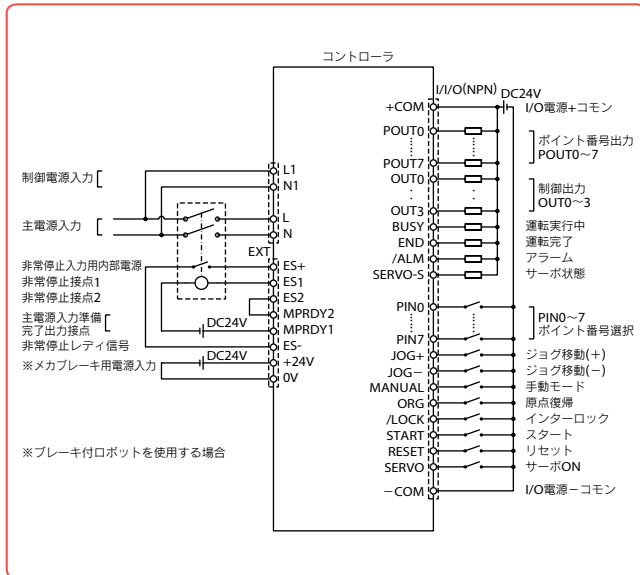 コントローラ
制御電源入力
主電源入力
非常停止入力用内部電源
非常停止接点1
非常停止接点2
主電源入力準備
完了出力接点
非常停止レディ信号
※メカブレーキ用電源入力
※ブレーキ付ロボットを使用する場合
DC24V
DC24V
L1
N1
L
N
EXT
ES+
ES1
ES2
MPRDY2
MPRDY1
ES-
+24V
0V
I/I/O(NPN)
DC24V
+COM
I/O電源+コモン
POUT0
POUT7
ポイント番号出力
POUT0〜7
OUT0
OUT3
制御出力
OUT0〜3
BUSY
運転実行中
END
運転完了
/ALM
アラーム
SERVO-S
サーボ状態
PIN0
PIN7
PIN0〜7
ポイント番号選択
JOG+
ジョグ移動(+)
JOG−
ジョグ移動(−)
MANUAL
手動モード
ORG
原点復帰
/LOCK
インターロック
START
スタート
RESET
リセット
SERVO
サーボON
−COM
I/O電源−コモン